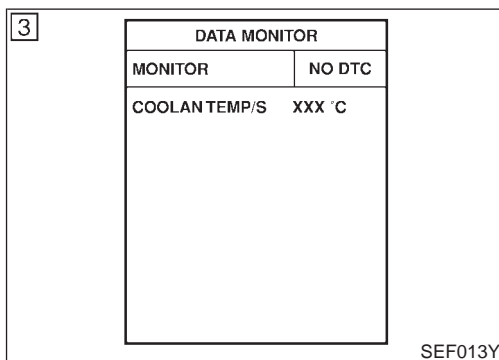 3
DATA MONITOR
MONITOR NO DTC
COOLAN TEMP/S XXX °C
SEF013Y